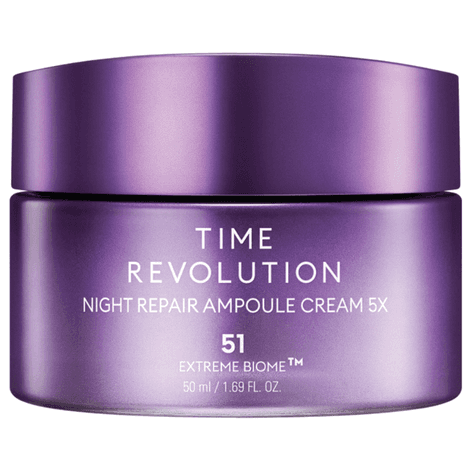 TIME
REVOLUTION
NIGHT REPAIR AMPOULE CREAM 5X
51
EXTREME BIOME™
50 ml / 1.69 FL. OZ.